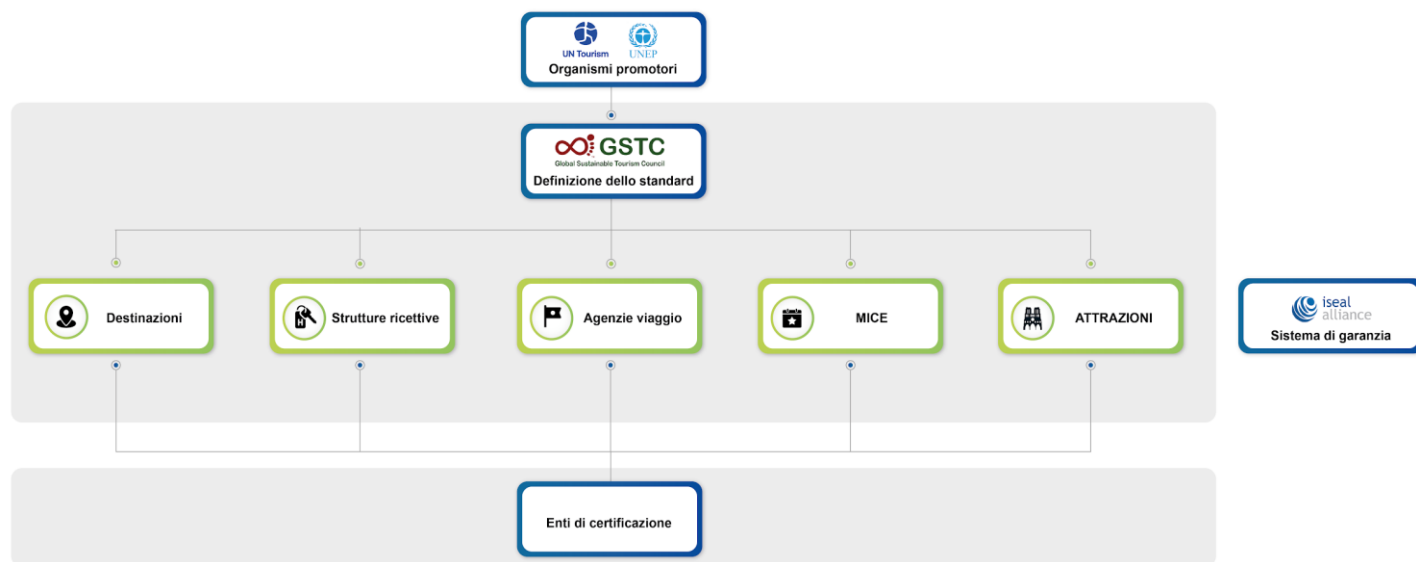 UN Tourism
UNEP
Organismi promotori
GSTC
Global Sustainable Tourism Council
Definizione dello standard
Destinazioni
Strutture ricettive
Agenzie viaggio
MICE
ATTRAZIONI
iseal
alliance
Sistema di garanzia
Enti di certificazione